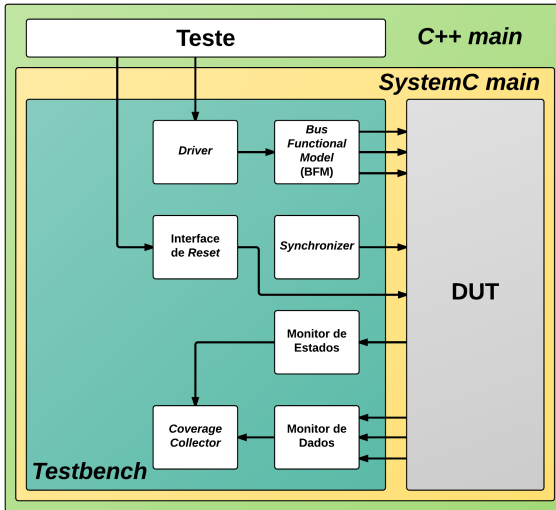 Teste
C++ main
SystemC main
Driver
Bus
Functional
Model
(BFM)
Interface
de Reset
Synchronizer
DUT
Monitor de
Estados
Coverage
Collector
Monitor de
Dados
Testbench